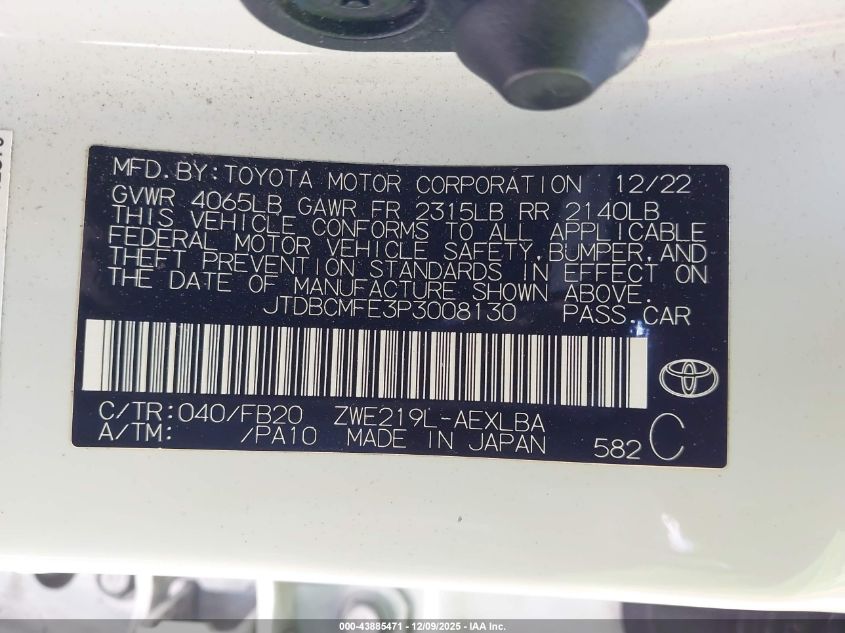 MFD. BY: TOYOTA MOTOR CORPORATION 12/22
GVWR 4065LB GAWR FR 2315LB RR 2140LB
THIS VEHICLE CONFORMS TO ALL APPLICABLE
FEDERAL MOTOR VEHICLE SAFETY, BUMPER, AND
THEFT PREVENTION STANDARDS IN EFFECT ON
THE DATE OF MANUFACTURE SHOWN ABOVE.
JTDBCMFE3P3008130 PASS. CAR
C/TR: 040/FB20 ZWE219L-AEXLBA
A/TM: /PA10 MADE IN JAPAN 582 C
000-43885471 - 12/09/2025 - IAA Inc.